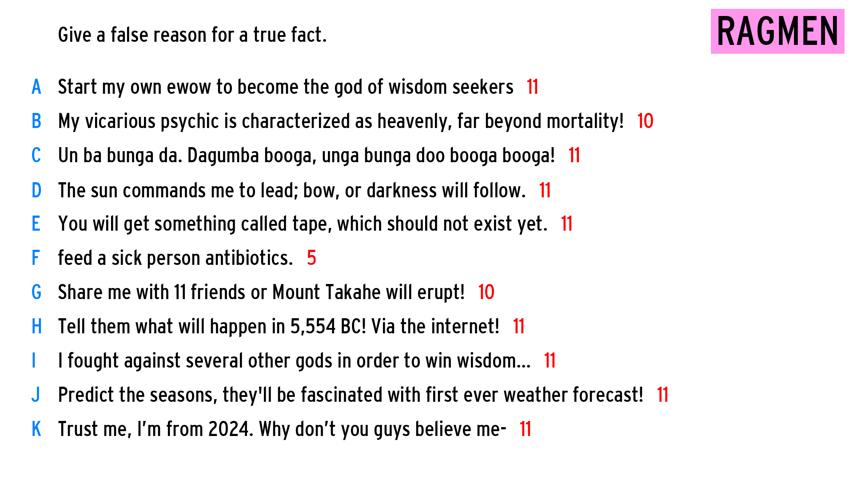 Give a false reason for a true fact.
RAGMEN
A Start my own ewow to become the god of wisdom seekers 11
B My vicarious psychic is characterized as heavenly, far beyond mortality! 10
C Un ba bunga da. Dagumba booga, unga bunga doo booga booga! 11
D The sun commands me to lead; bow, or darkness will follow. 11
E You will get something called tape, which should not exist yet. 11
F feed a sick person antibiotics. 5
G Share me with 11 friends or Mount Takahe will erupt! 10
H Tell them what will happen in 5,554 BC! Via the internet! 11
I I fought against several other gods in order to win wisdom... 11
J Predict the seasons, they'll be fascinated with first ever weather forecast! 11
K Trust me, I’m from 2024. Why don’t you guys believe me- 11